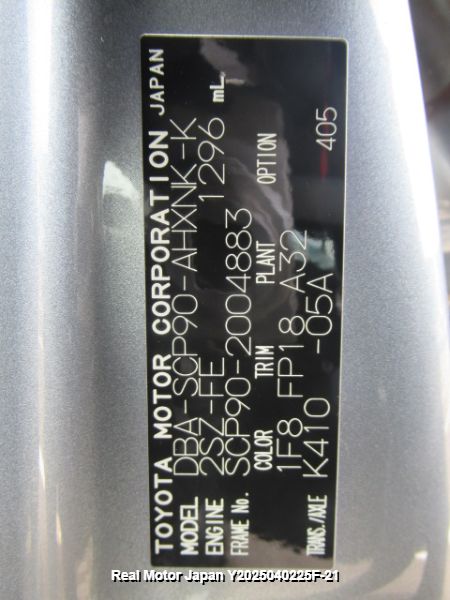 TOYOTA MOTOR CORPORATION JAPAN
MODEL DBA-SCP90-AHXNK-K
ENGINE 2SZ-FE 1296 mL
FRAME No. SCP90-2004883
COLOR TRIM PLANT OPTION
1F8 FP18 A32
TRANS./AXLE K410 -05A 405
Real Motor Japan Y2025040225F-21